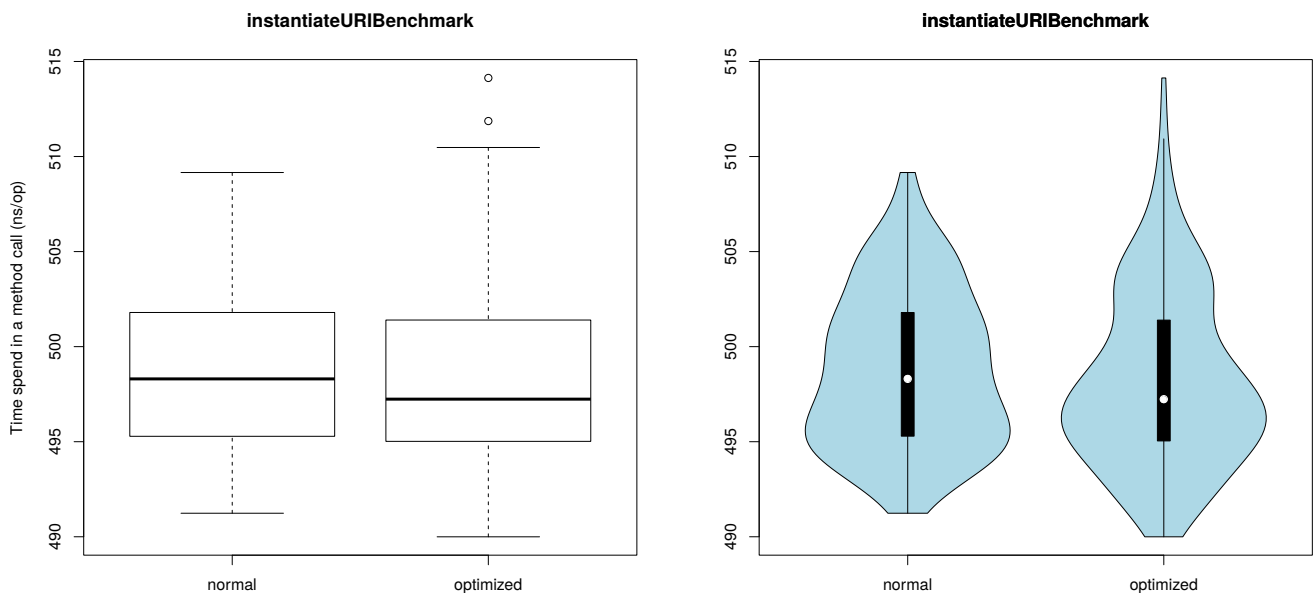 instantiateURIBenchmark
Time spend in a method call (ns/op)
515
510
505
500
495
490
normal
optimized
instantiateURIBenchmark
515
510
505
500
495
490
normal
optimized